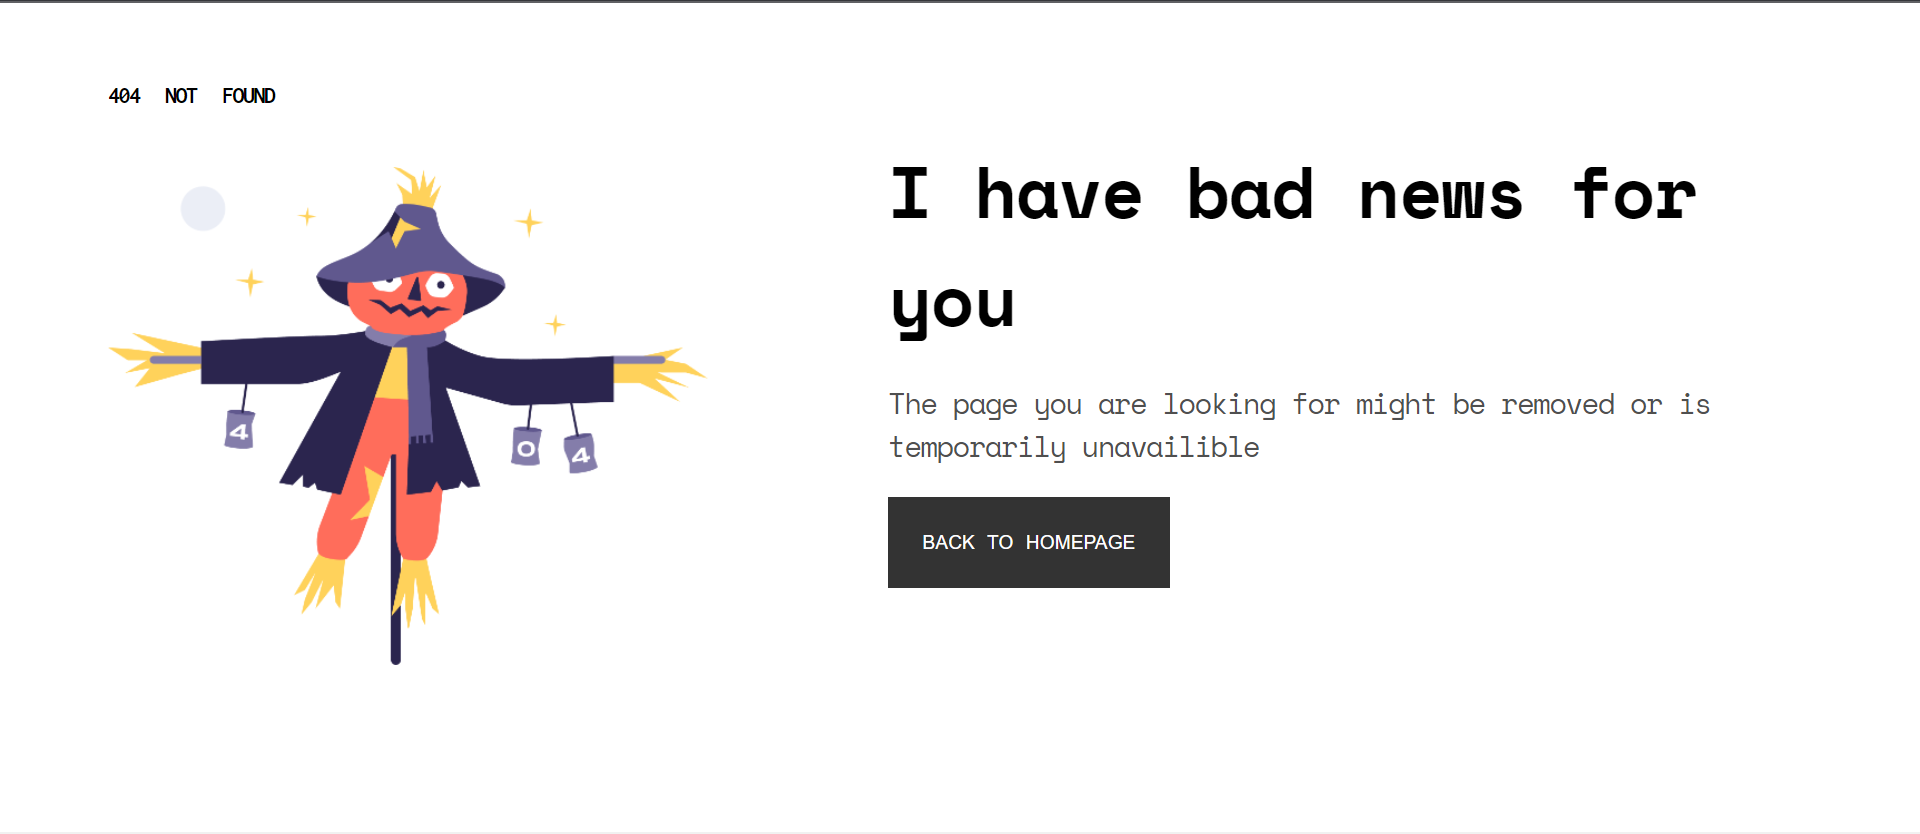 404 NOT FOUND
I have bad news for
you
The page you are looking for might be removed or is
temporarily unavailible
BACK TO HOMEPAGE
4
0
4